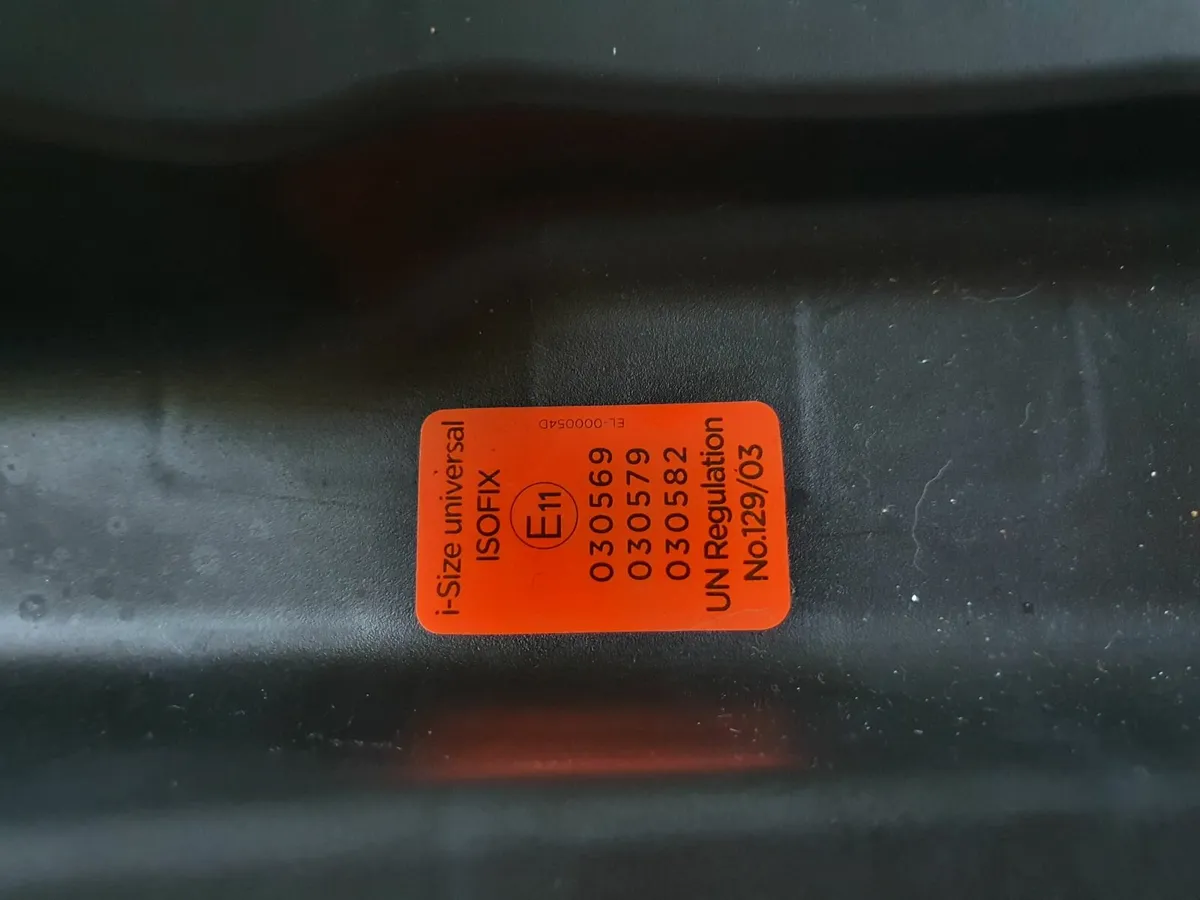 i-Size universal
ISOFIX
E11
030569
030579
030582
UN Regulation
No.129/03
EL-000054D